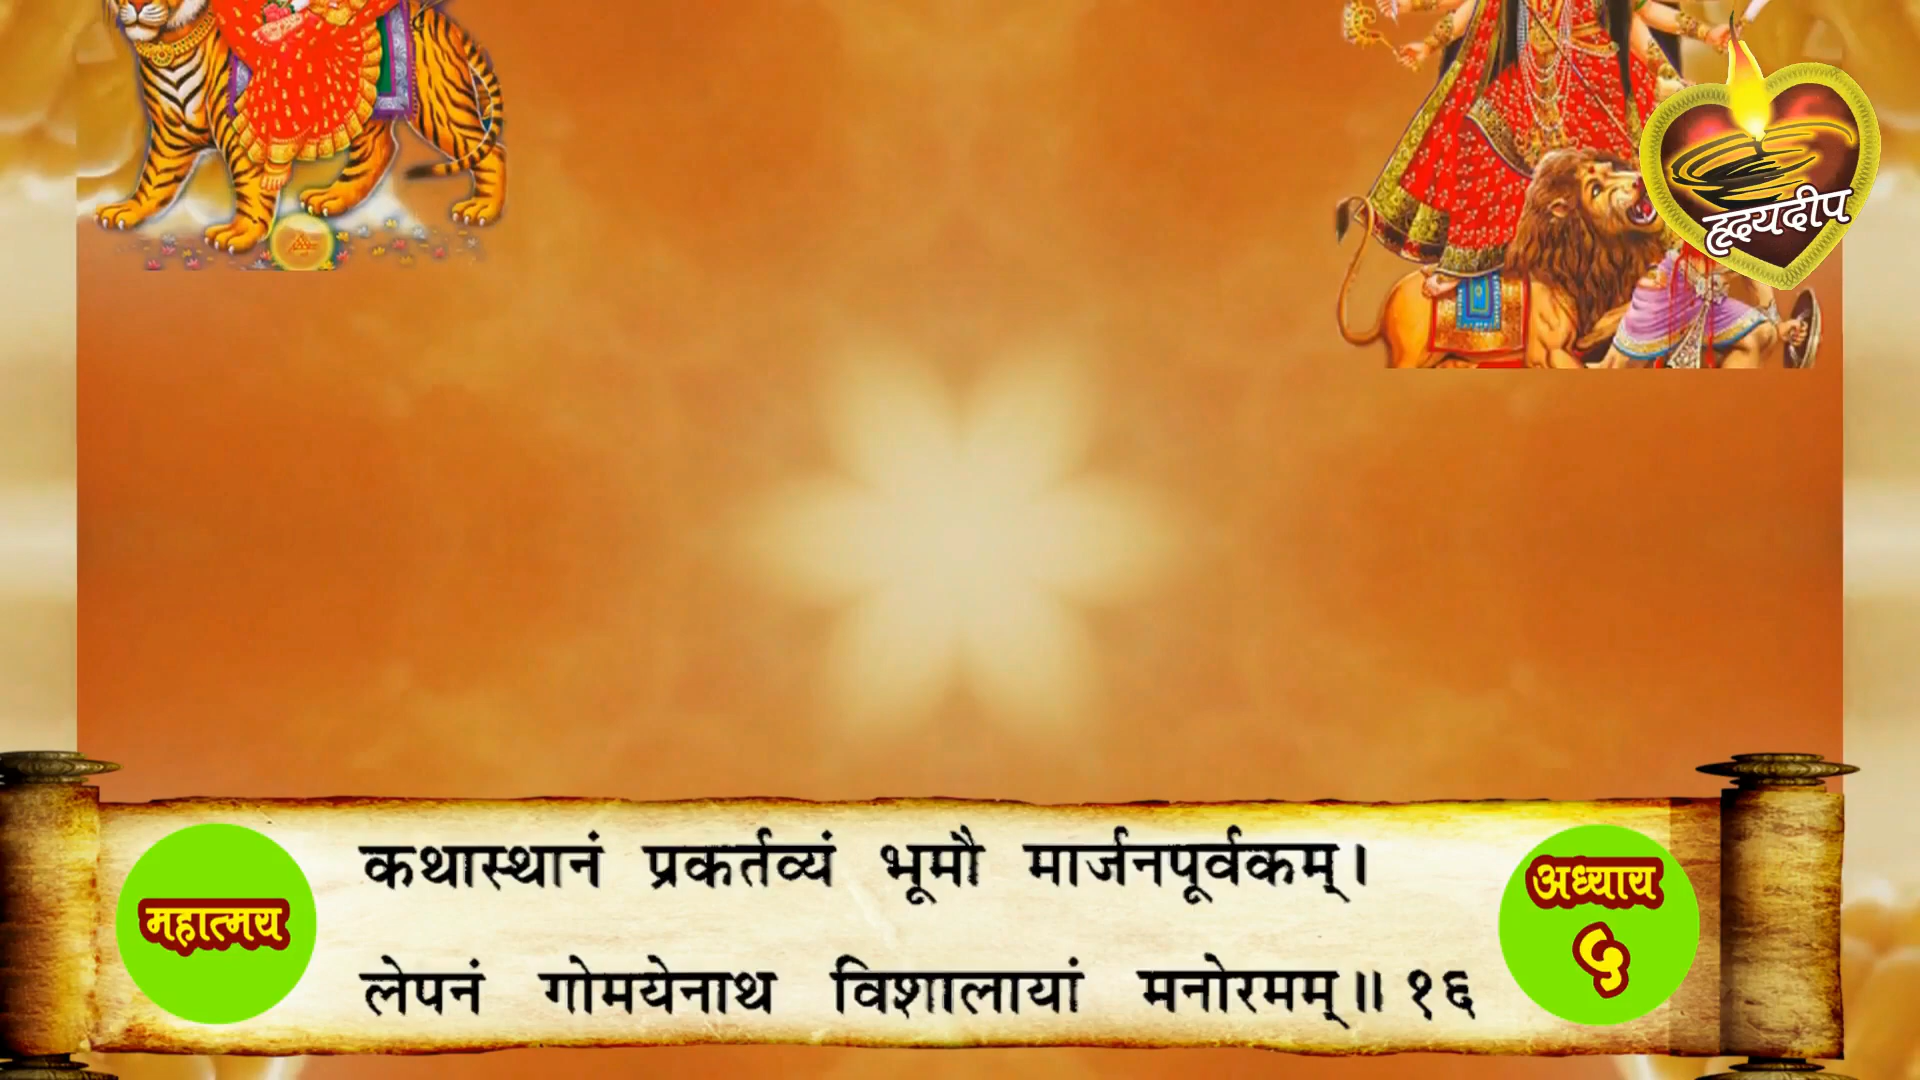 हृदयदीप
कथास्थानं प्रकर्तव्यं भूमौ मार्जनपूर्वकम्।
लेपनं गोमयेनाथ विशालायां मनोरमम्॥ १६
महात्मय
अध्याय
५